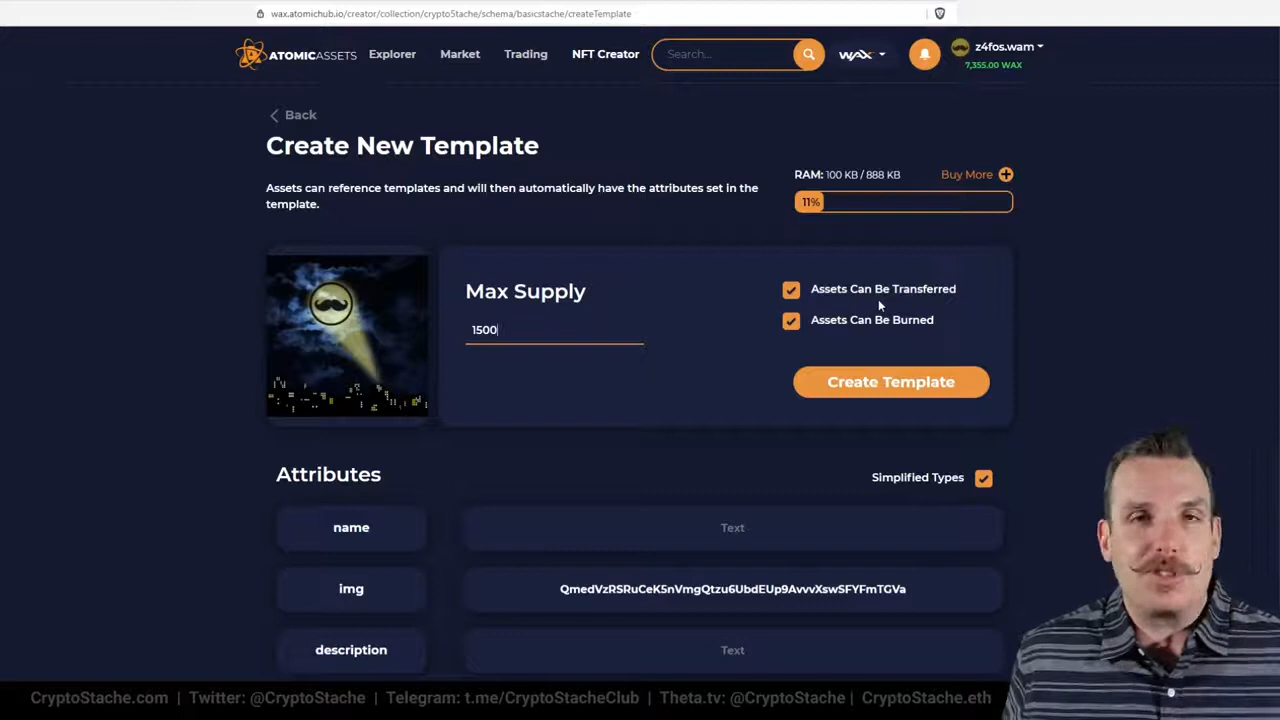 wax.atomichub.io/creator/collection/crypto5tache/schema/basicstache/createTemplate
ATOMICASSETS
Explorer
Market
Trading
NFT Creator
Search...
WAX
z4fos.wam
7,355.00 WAX
Back
Create New Template
Assets can reference templates and will then automatically have the attributes set in the
template.
RAM: 100 KB / 888 KB
Buy More
11%
Max Supply
1500
Assets Can Be Transferred
Assets Can Be Burned
Create Template
Attributes
Simplified Types
name
Text
img
QmedVzRSRuCeK5nVmgQtzu6UbdEUp9AvvvXswSFYFmTGVa
description
Text
CryptoStache.com | Twitter: @CryptoStache | Telegram: t.me/CryptoStacheClub | Theta.tv: @CryptoStache | CryptoStache.eth